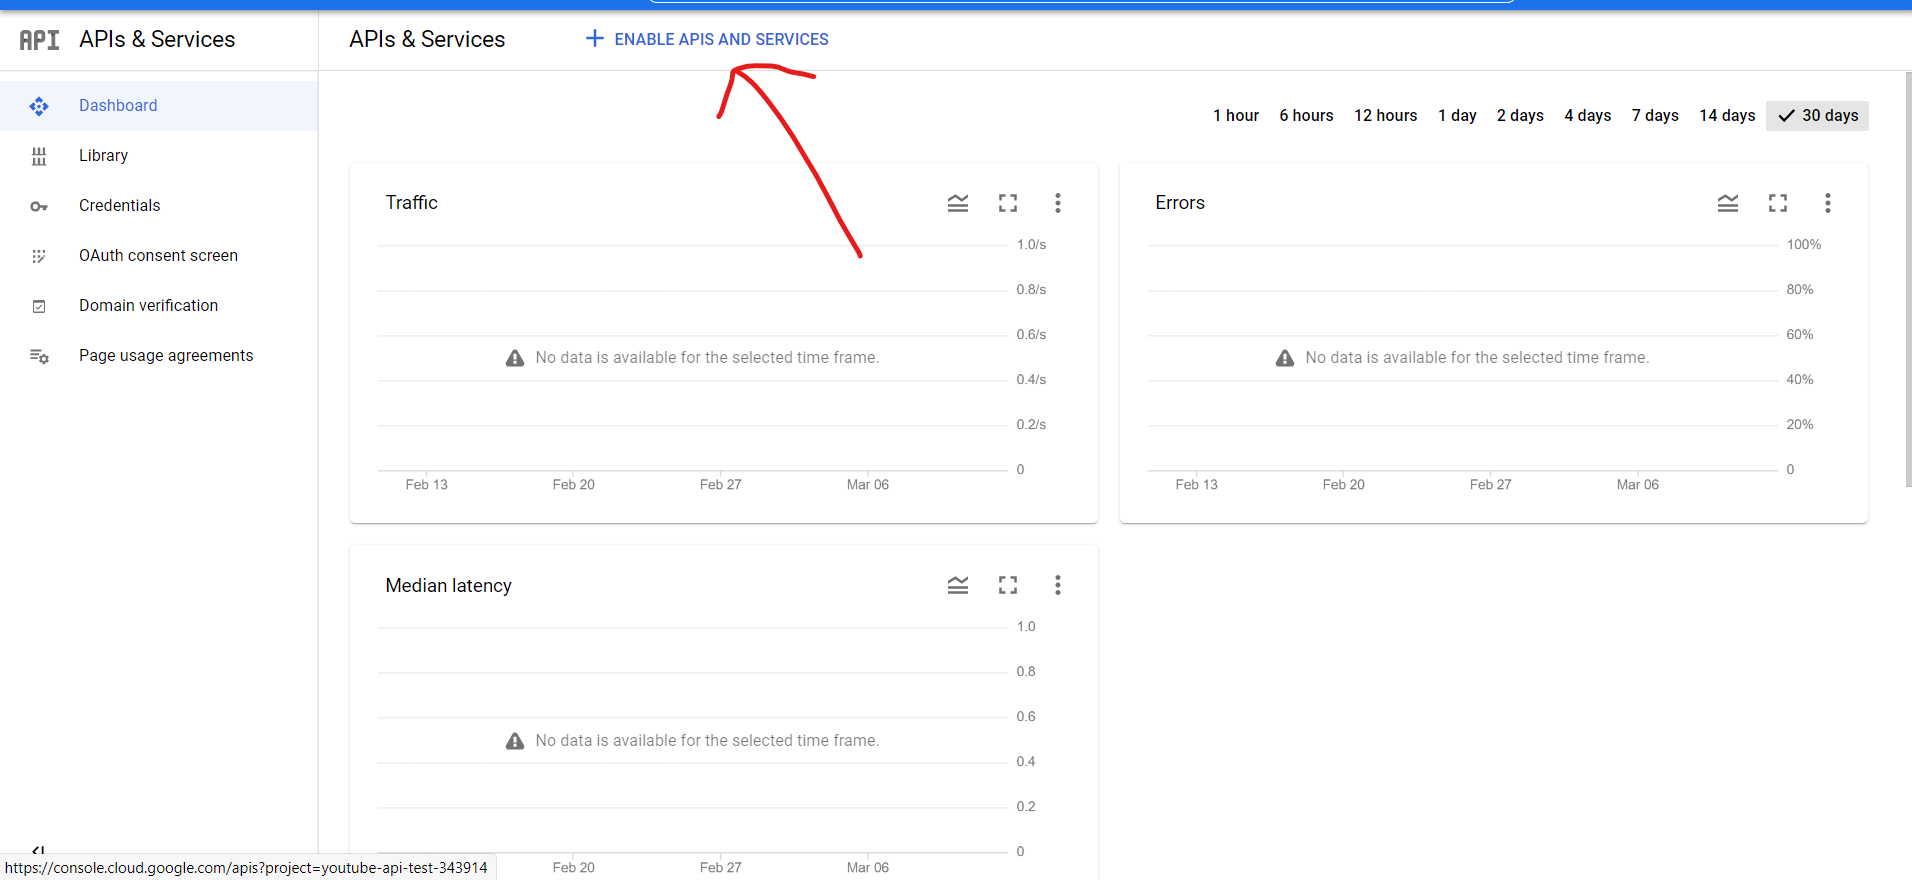 API APIs & Services
APIs & Services
ENABLE APIS AND SERVICES
Dashboard
Library
Credentials
OAuth consent screen
Domain verification
Page usage agreements
1 hour 6 hours 12 hours 1 day 2 days 4 days 7 days 14 days 30 days
Traffic
1.0/s
0.8/s
0.6/s
No data is available for the selected time frame.
0.4/s
0.2/s
0
Feb 13 Feb 20 Feb 27 Mar 06
Errors
100%
80%
60%
No data is available for the selected time frame.
40%
20%
0
Feb 13 Feb 20 Feb 27 Mar 06
Median latency
1.0
0.8
0.6
No data is available for the selected time frame.
0.4
0.2
0
Feb 20 Feb 27 Mar 06
https://console.cloud.google.com/apis?project=youtube-api-test-343914